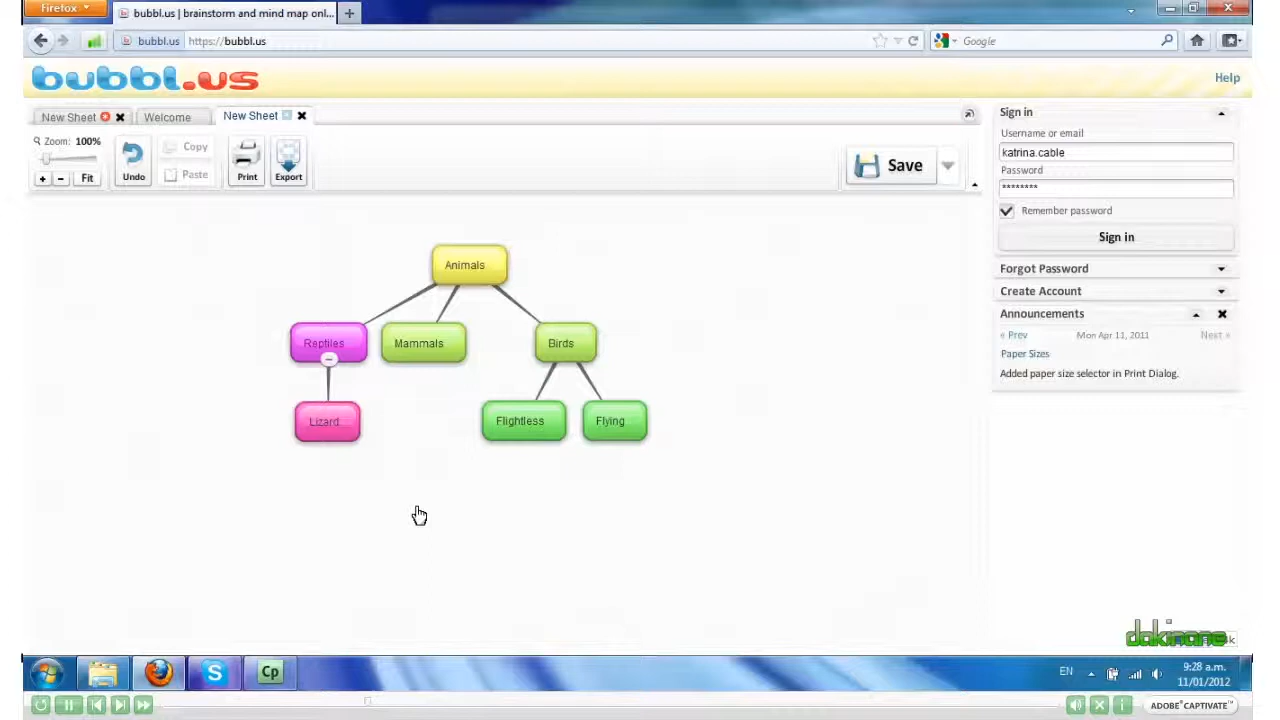 Firefox
bubbl.us | brainstorm and mind map onl...
bubbl.us https://bubbl.us
Google
bubbl.us
Help
New Sheet
Welcome
New Sheet
Zoom: 100%
+ - Fit
Undo
Copy
Paste
Print
Export
Save
Sign in
Username or email
katrina.cable
Password
********
Remember password
Sign in
Forgot Password
Create Account
Announcements
« Prev Mon Apr 11, 2011 Next »
Paper Sizes
Added paper size selector in Print Dialog.
Animals
Reptiles
Mammals
Birds
Lizard
Flightless
Flying
dakinane
Cp
EN
9:28 a.m.
11/01/2012
ADOBE® CAPTIVATE™